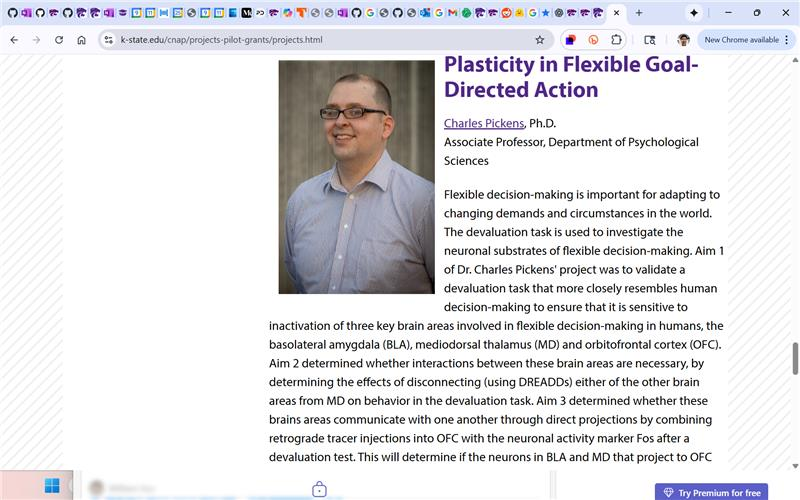 k-state.edu/cnap/projects-pilot-grants/projects.html
New Chrome available
Plasticity in Flexible Goal-
Directed Action
Charles Pickens, Ph.D.
Associate Professor, Department of Psychological
Sciences
Flexible decision-making is important for adapting to
changing demands and circumstances in the world.
The devaluation task is used to investigate the
neuronal substrates of flexible decision-making. Aim 1
of Dr. Charles Pickens' project was to validate a
devaluation task that more closely resembles human
decision-making to ensure that it is sensitive to
inactivation of three key brain areas involved in flexible decision-making in humans, the
basolateral amygdala (BLA), mediodorsal thalamus (MD) and orbitofrontal cortex (OFC).
Aim 2 determined whether interactions between these brain areas are necessary, by
determining the effects of disconnecting (using DREADDs) either of the other brain
areas from MD on behavior in the devaluation task. Aim 3 determined whether these
brains areas communicate with one another through direct projections by combining
retrograde tracer injections into OFC with the neuronal activity marker Fos after a
devaluation test. This will determine if the neurons in BLA and MD that project to OFC
Try Premium for free